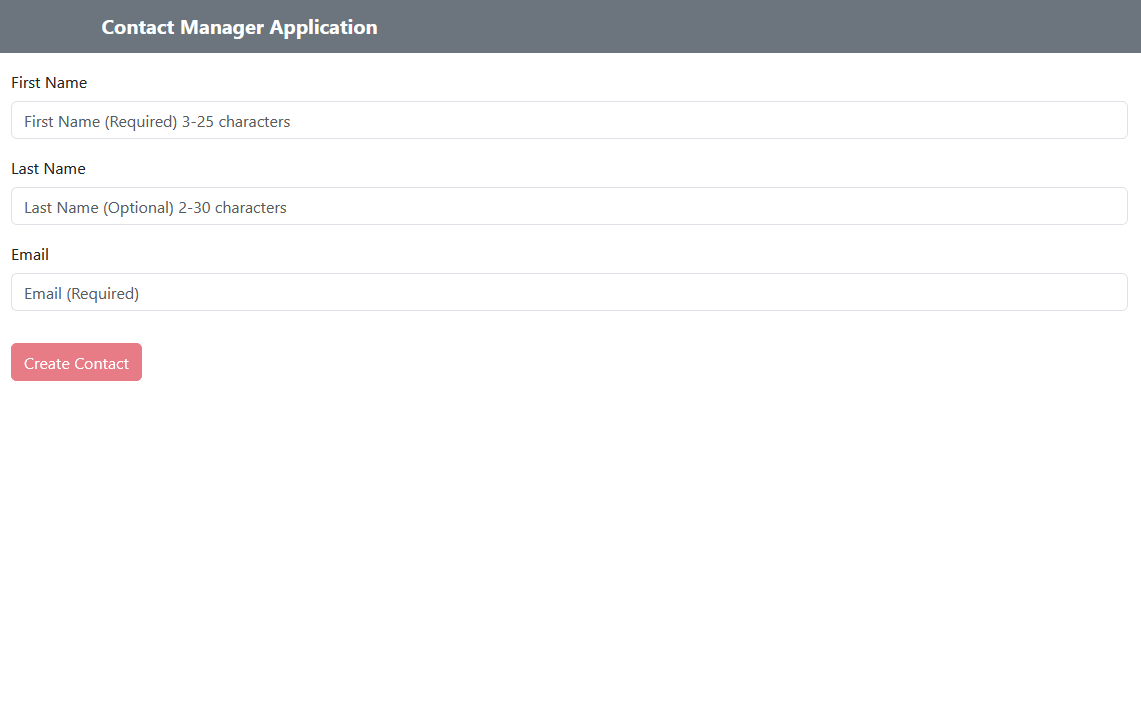 Contact Manager Application
First Name
First Name (Required) 3-25 characters
Last Name
Last Name (Optional) 2-30 characters
Email
Email (Required)
Create Contact